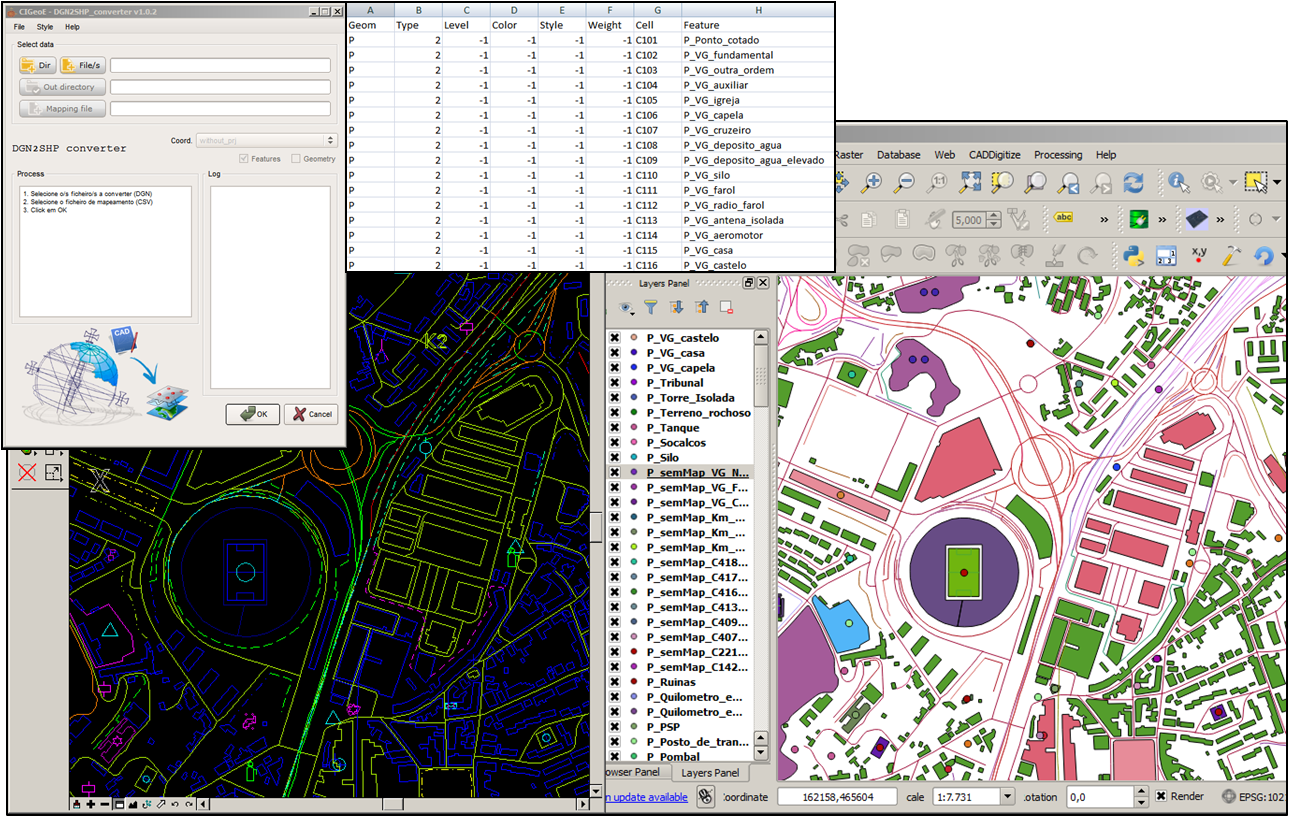 CIGeoE - DGN2SHP_converter v1.0.2
File Style Help
Select data
Dir File/s
Out directory
Mapping file
Coord. without_prj
DGN2SHP converter
Features Geometry
Process
1. Selecione o/s ficheiro/s a converter (DGN)
2. Selecione o ficheiro de mapeamento (CSV)
3. Click em OK
Log
CAD
OK Cancel
A B C D E F G H
Geom Type Level Color Style Weight Cell Feature
P 2 -1 -1 -1 -1 C101 P_Ponto_cotado
P 2 -1 -1 -1 -1 C102 P_VG_fundamental
P 2 -1 -1 -1 -1 C103 P_VG_outra_ordem
P 2 -1 -1 -1 -1 C104 P_VG_auxiliar
P 2 -1 -1 -1 -1 C105 P_VG_igreja
P 2 -1 -1 -1 -1 C106 P_VG_capela
P 2 -1 -1 -1 -1 C107 P_VG_cruzeiro
P 2 -1 -1 -1 -1 C108 P_VG_deposito_agua
P 2 -1 -1 -1 -1 C109 P_VG_deposito_agua_elevado
P 2 -1 -1 -1 -1 C110 P_VG_silo
P 2 -1 -1 -1 -1 C111 P_VG_farol
P 2 -1 -1 -1 -1 C112 P_VG_radio_farol
P 2 -1 -1 -1 -1 C113 P_VG_antena_isolada
P 2 -1 -1 -1 -1 C114 P_VG_aeromotor
P 2 -1 -1 -1 -1 C115 P_VG_casa
P 2 -1 -1 -1 -1 C116 P_VG_castelo
Raster Database Web CADDigitize Processing Help
1:1
5,000 abc » » »
x,y
K2
Layers Panel
P_VG_castelo
P_VG_casa
P_VG_capela
P_Tribunal
P_Torre_Isolada
P_Terreno_rochoso
P_Tanque
P_Socalcos
P_Silo
P_semMap_VG_N...
P_semMap_VG_F...
P_semMap_VG_C...
P_semMap_Km_...
P_semMap_Km_...
P_semMap_Km_...
P_semMap_C418...
P_semMap_C417...
P_semMap_C416...
P_semMap_C413...
P_semMap_C409...
P_semMap_C407...
P_semMap_C221...
P_semMap_C142...
P_Ruinas
P_Quilometro_e...
P_Quilometro_e...
P_PSP
P_Posto_de_tran...
P_Pombal
owser Panel Layers Panel
n update available oordinate 162158,465604 cale 1:7.731 otation 0,0 Render EPSG:102